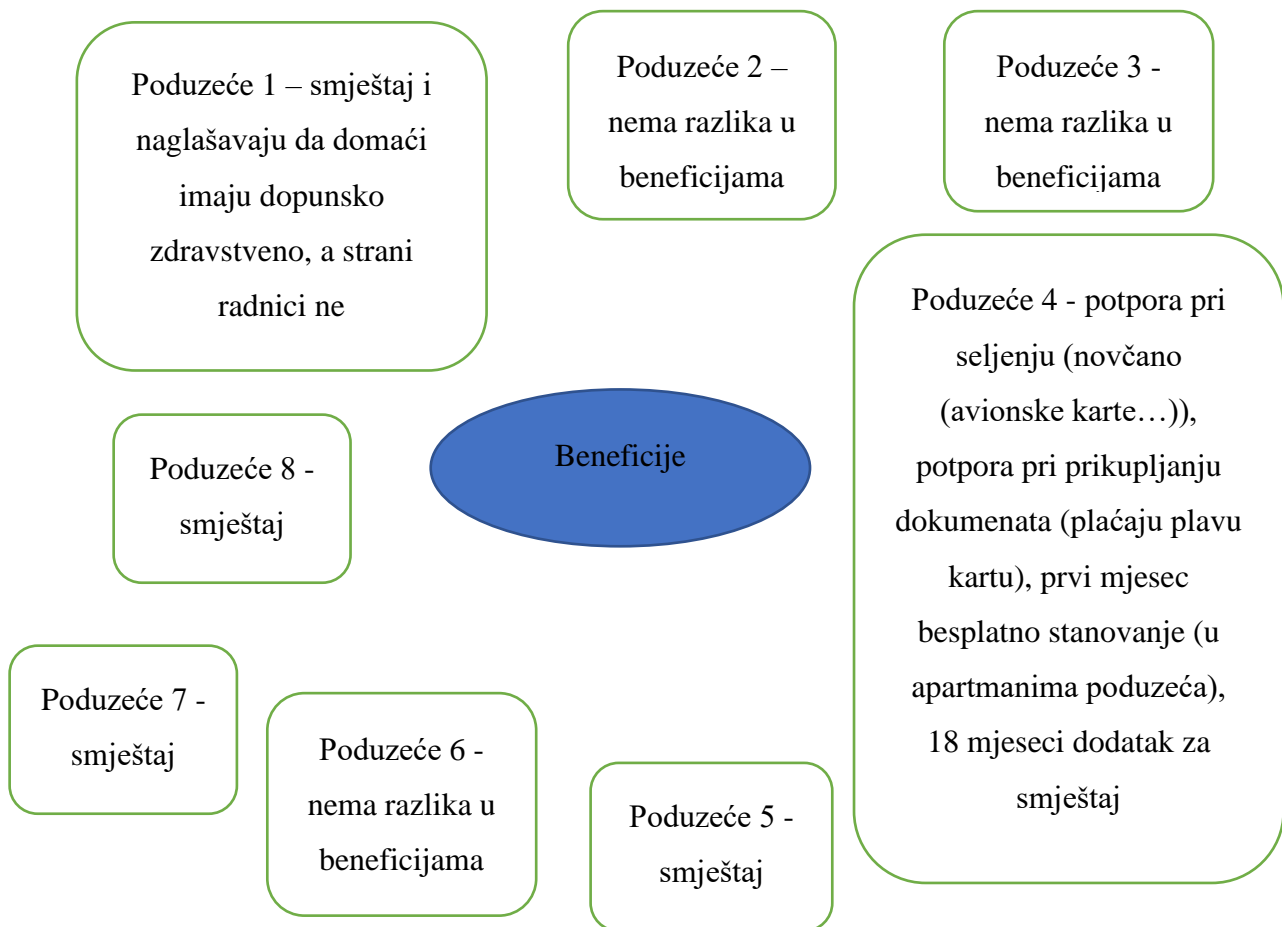 Poduzeće 1 – smještaj i
naglašavaju da domaći
imaju dopunsko
zdravstveno, a strani
radnici ne
Poduzeće 2 –
nema razlika u
beneficijama
Poduzeće 3 -
nema razlika u
beneficijama
Poduzeće 4 - potpora pri
seljenju (novčano
(avionske karte…)),
potpora pri prikupljanju
dokumenata (plaćaju plavu
kartu), prvi mjesec
besplatno stanovanje (u
apartmanima poduzeća),
18 mjeseci dodatak za
smještaj
Beneficije
Poduzeće 8 -
smještaj
Poduzeće 7 -
smještaj
Poduzeće 6 -
nema razlika u
beneficijama
Poduzeće 5 -
smještaj